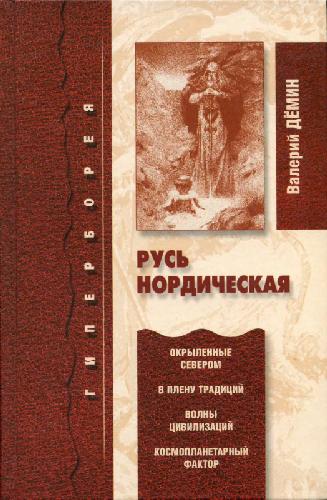 ГИПЕРБОРЕЯ
Валерий ДЁМИН
РУСЬ
НОРДИЧЕСКАЯ
ОКРЫЛЕННЫЕ
СЕВЕРОМ
В ПЛЕНУ ТРАДИЦИЙ
ВОЛНЫ
ЦИВИЛИЗАЦИЙ
КОСМОПЛАНЕТАРНЫЙ
ФАКТОР